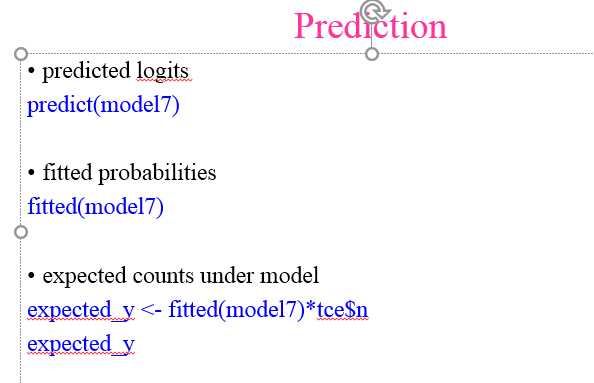 Prediction
• predicted logits
predict(model7)
• fitted probabilities
fitted(model7)
• expected counts under model
expected_y <- fitted(model7)*tce$n
expected_y